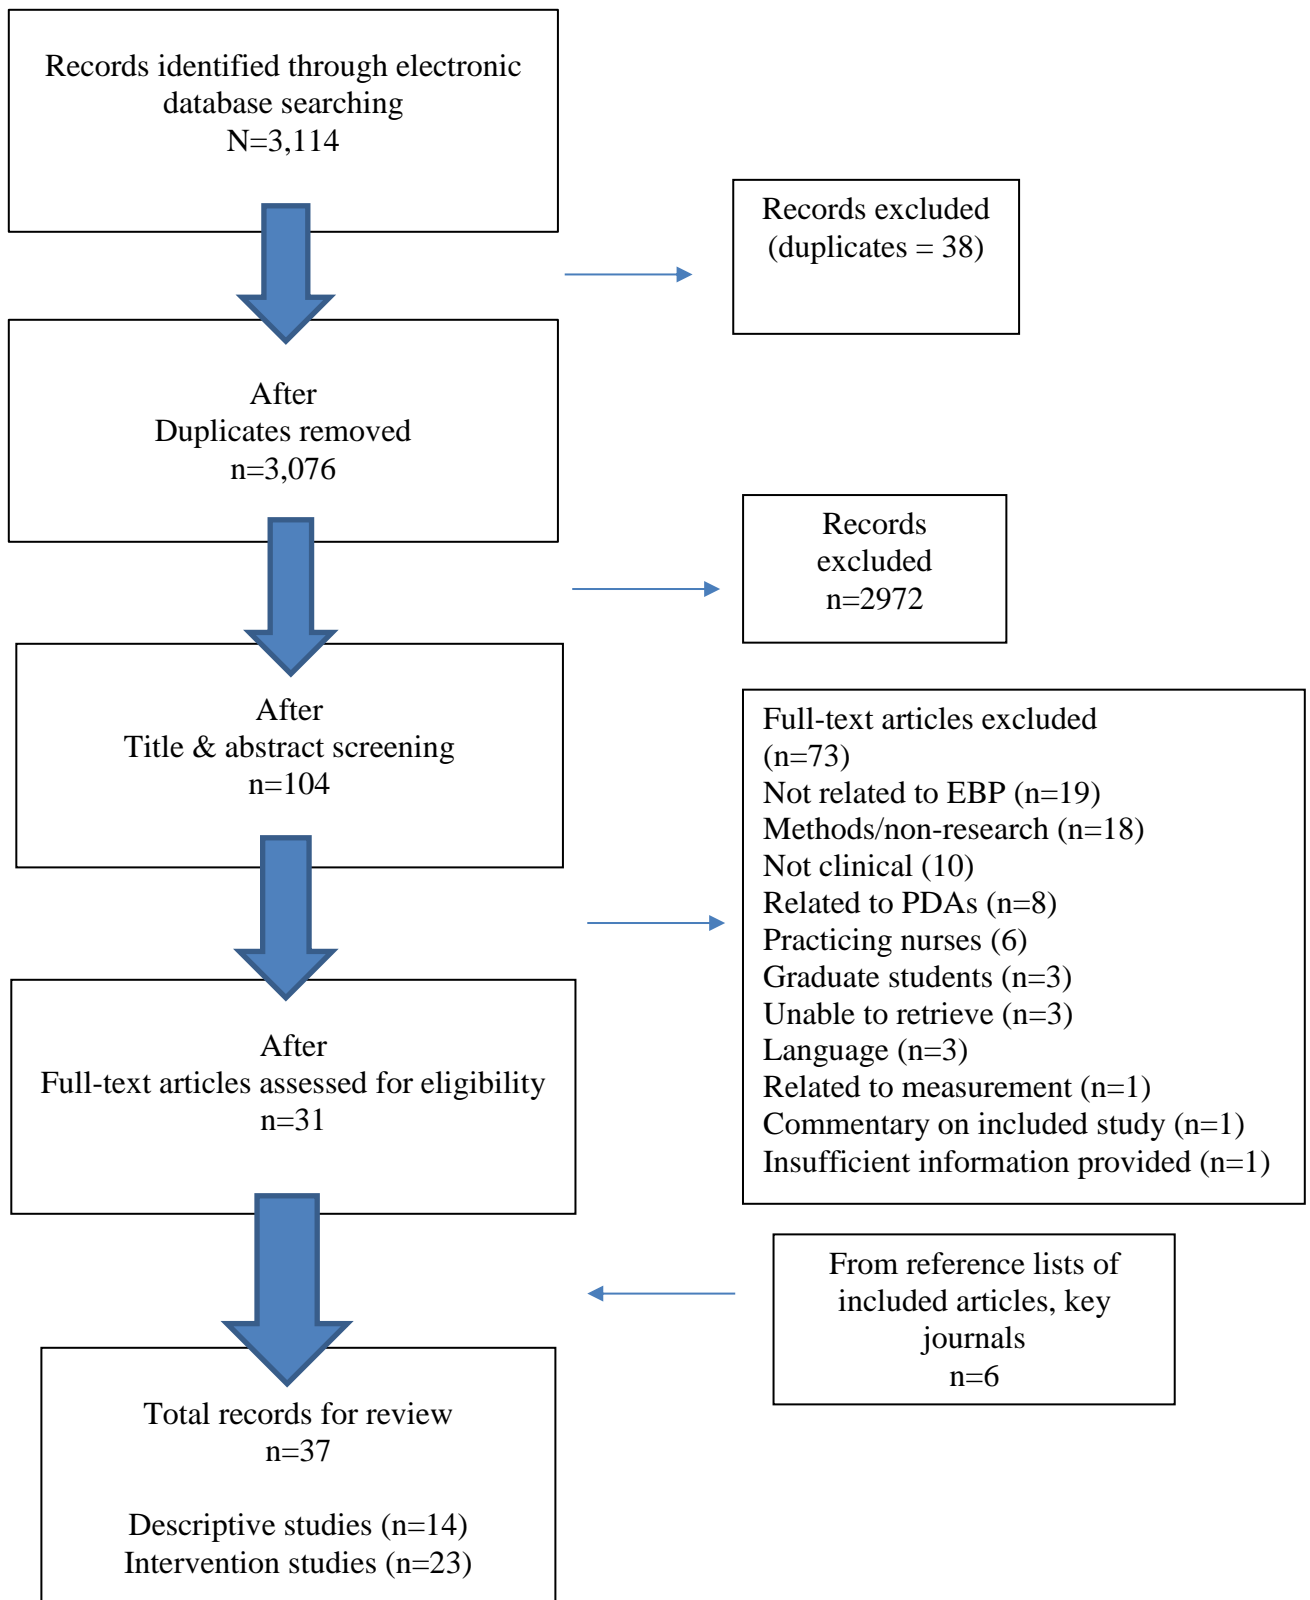 Records identified through electronic
database searching
N=3,114
Records excluded
(duplicates = 38)
After
Duplicates removed
n=3,076
Records
excluded
n=2972
After
Title & abstract screening
n=104
Full-text articles excluded
(n=73)
Not related to EBP (n=19)
Methods/non-research (n=18)
Not clinical (10)
Related to PDAs (n=8)
Practicing nurses (6)
Graduate students (n=3)
Unable to retrieve (n=3)
Language (n=3)
Related to measurement (n=1)
Commentary on included study (n=1)
Insufficient information provided (n=1)
After
Full-text articles assessed for eligibility
n=31
From reference lists of
included articles, key
journals
n=6
Total records for review
n=37
Descriptive studies (n=14)
Intervention studies (n=23)